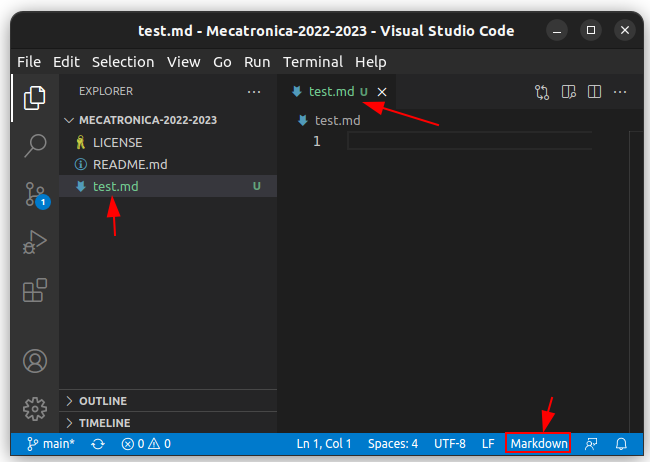 test.md - Mecatronica-2022-2023 - Visual Studio Code
File Edit Selection View Go Run Terminal Help
EXPLORER
MECATRONICA-2022-2023
LICENSE
README.md
test.md U
OUTLINE
TIMELINE
test.md U
test.md
1
1
main* 0 0 Ln 1, Col 1 Spaces: 4 UTF-8 LF Markdown